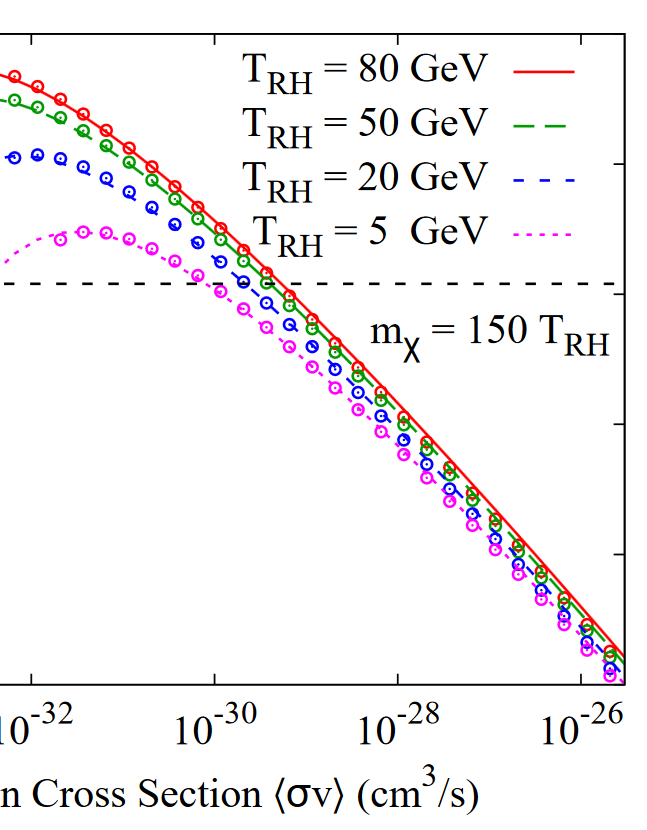 T_RH = 80 GeV
T_RH = 50 GeV
T_RH = 20 GeV
T_RH = 5 GeV
m_χ = 150 T_RH
10^-32 10^-30 10^-28 10^-26
n Cross Section ⟨σv⟩ (cm^3/s)